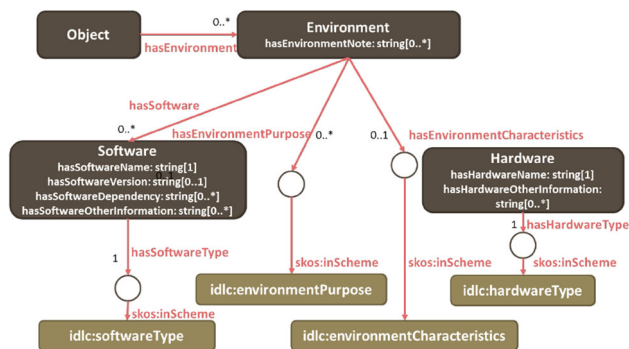 Object
0..*
hasEnvironment
Environment
hasEnvironmentNote: string[0..*]
hasSoftware
0..*
hasEnvironmentPurpose
0..*
0..1
hasEnvironmentCharacteristics
Software
hasSoftwareName: string[1]
hasSoftwareVersion: string[0..1]
0..1
hasSoftwareDependency: string[0..*]
hasSoftwareOtherInformation: string[0..*]
Hardware
hasHardwareName: string[1]
hasHardwareOtherInformation:
string[0..*]
1
hasHardwareType
hasSoftwareType
1
skos:inScheme
skos:inScheme
idlc:environmentPurpose
idlc:hardwareType
skos:inScheme
skos:inScheme
idlc:softwareType
idlc:environmentCharacteristics